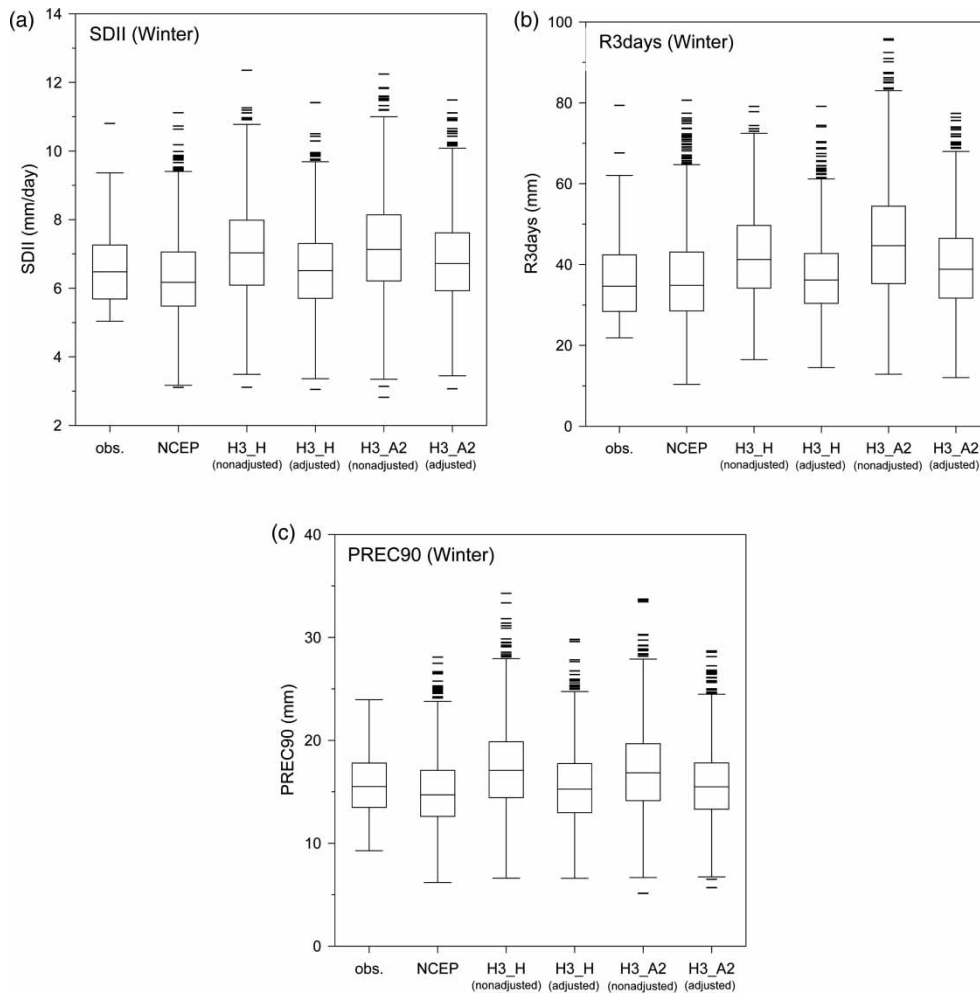 (a)
SDII (Winter)
SDII (mm/day)
14
12
10
8
6
4
2
obs. NCEP H3_H H3_H H3_A2 H3_A2
(nonadjusted) (adjusted) (nonadjusted) (adjusted)
(b)
R3days (Winter)
R3days (mm)
100
80
60
40
20
0
obs. NCEP H3_H H3_H H3_A2 H3_A2
(nonadjusted) (adjusted) (nonadjusted) (adjusted)
(c)
PREC90 (Winter)
PREC90 (mm)
40
30
20
10
0
obs. NCEP H3_H H3_H H3_A2 H3_A2
(nonadjusted) (adjusted) (nonadjusted) (adjusted)